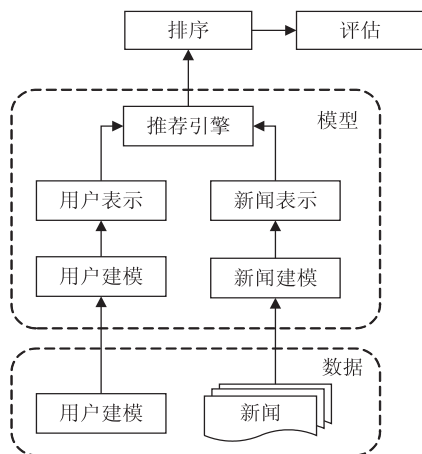 排序
评估
推荐引擎
模型
用户表示
新闻表示
用户建模
新闻建模
数据
用户建模
新闻